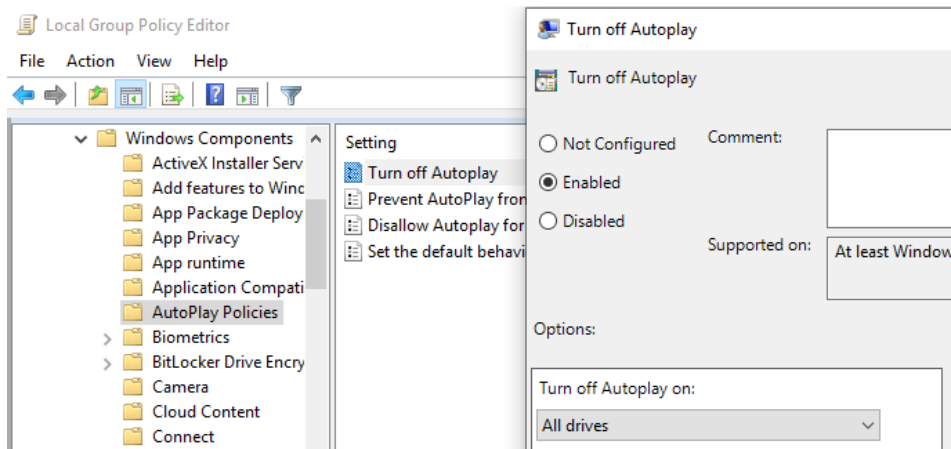 Local Group Policy Editor
File Action View Help
Windows Components
ActiveX Installer Serv
Add features to Winc
App Package Deploy
App Privacy
App runtime
Application Compati
AutoPlay Policies
Biometrics
BitLocker Drive Encry
Camera
Cloud Content
Connect
Setting
Turn off Autoplay
Prevent AutoPlay fron
Disallow Autoplay for
Set the default behavi
Turn off Autoplay
Turn off Autoplay
Not Configured
Enabled
Disabled
Comment:
Supported on:
At least Window
Options:
Turn off Autoplay on:
All drives